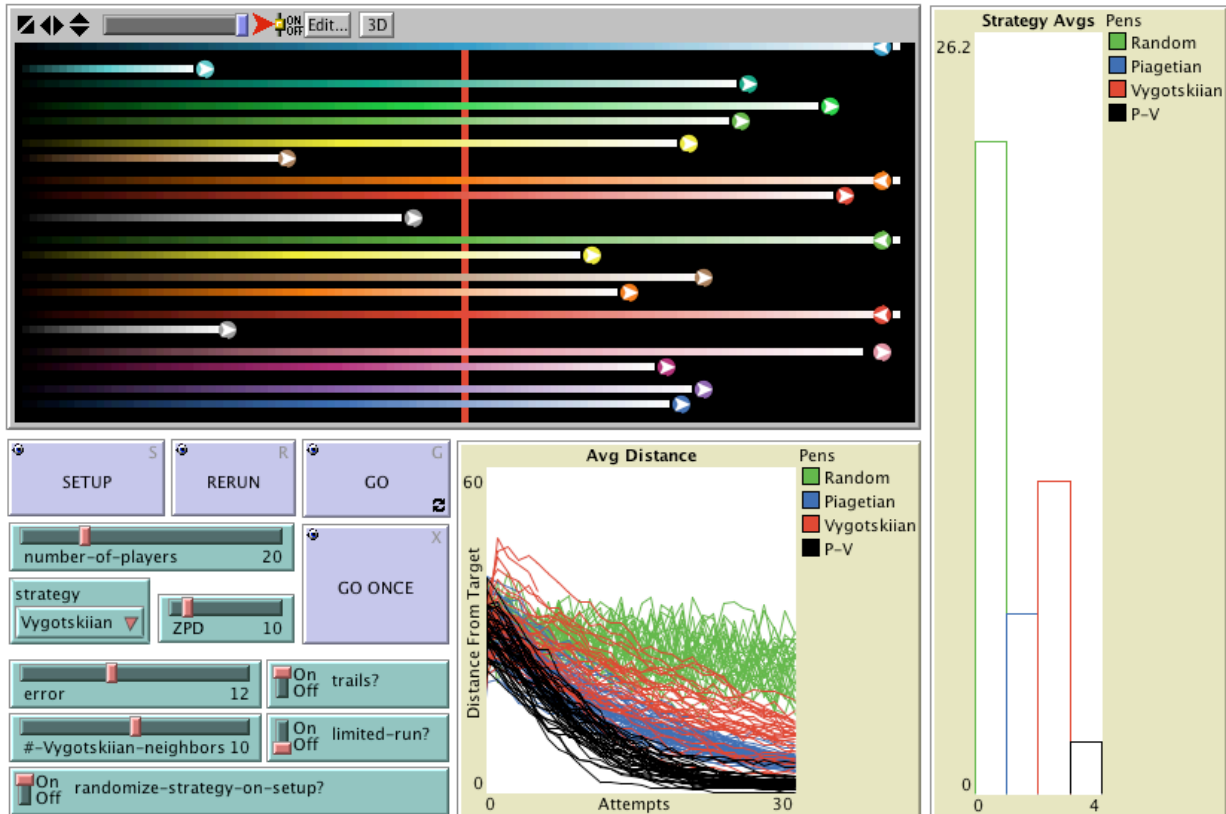 ON
OFF
Edit...
3D
SETUP
S
RERUN
R
GO
G
number-of-players 20
GO ONCE
X
strategy
Vygotskiian
ZPD 10
error 12
On
Off
trails?
#-Vygotskiian-neighbors 10
On
Off
limited-run?
On
Off
randomize-strategy-on-setup?
Avg Distance
Pens
Random
Piagetian
Vygotskiian
P-V
60
Distance From Target
0
0
Attempts
30
Strategy Avgs
Pens
Random
Piagetian
Vygotskiian
P-V
26.2
0
0
4